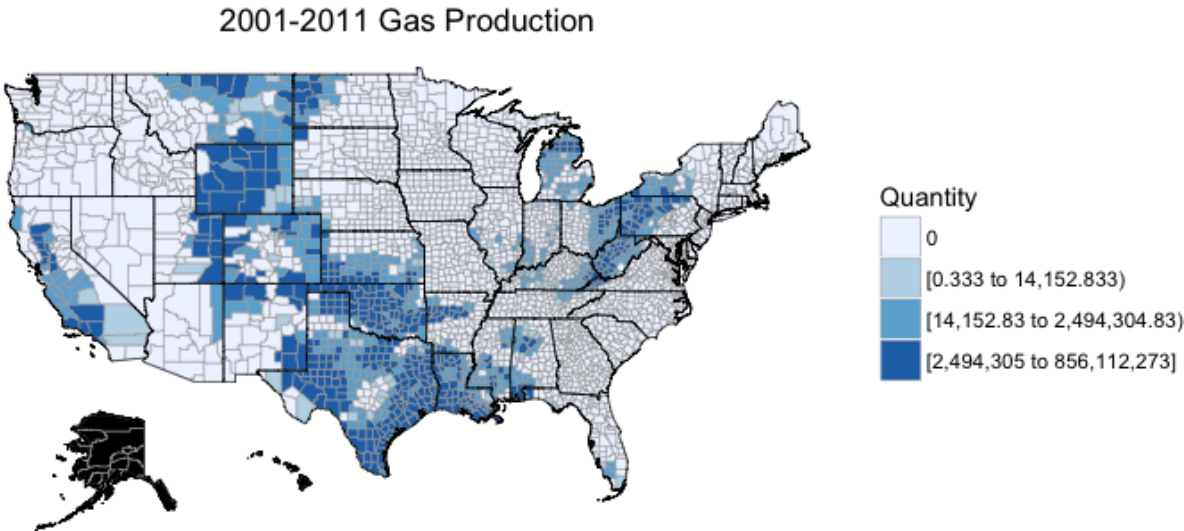 2001-2011 Gas Production
Quantity
0
[0.333 to 14,152.833)
[14,152.83 to 2,494,304.83)
[2,494,305 to 856,112,273]